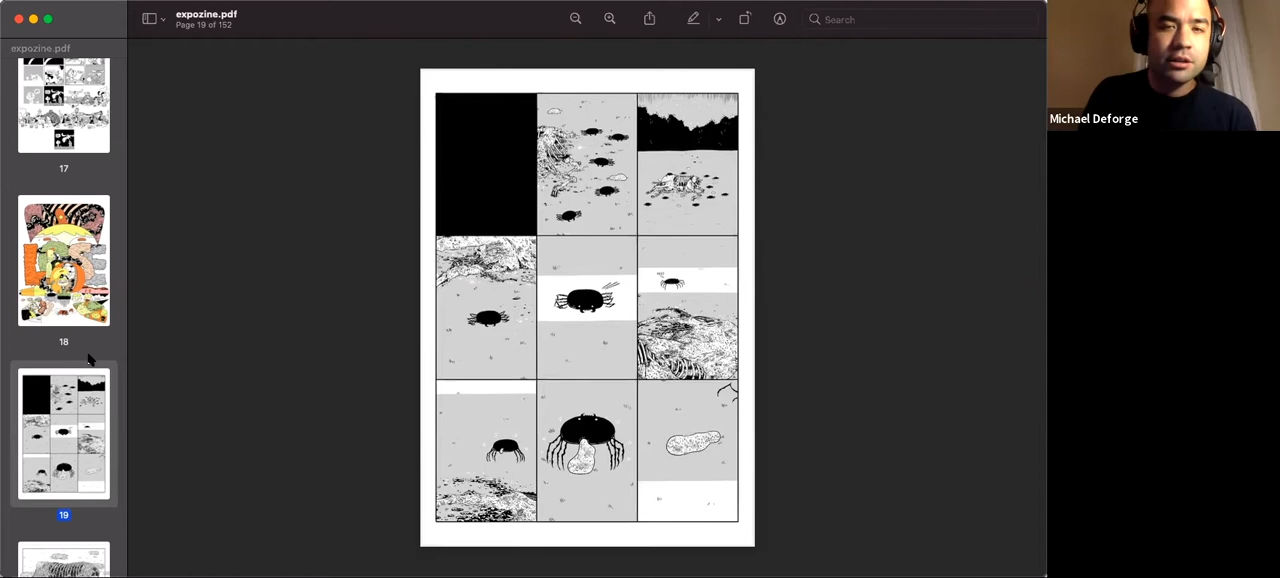 expozine.pdf
Page 19 of 152
Search
expozine.pdf
17
18
19
Michael Deforge